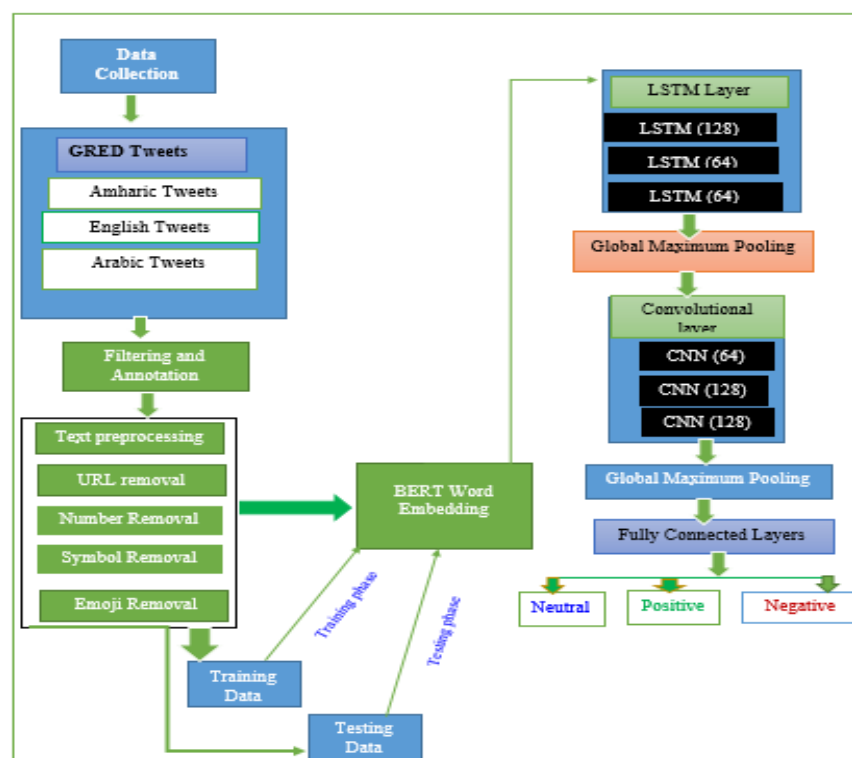 Data
Collection
GRED Tweets
Amharic Tweets
English Tweets
Arabic Tweets
Filtering and
Annotation
Text preprocessing
URL removal
Number Removal
Symbol Removal
Emoji Removal
Training
Data
Testing
Data
Training phase
Testing phase
BERT Word
Embedding
LSTM Layer
LSTM (128)
LSTM (64)
LSTM (64)
Global Maximum Pooling
Convolutional
layer
CNN (64)
CNN (128)
CNN (128)
Global Maximum Pooling
Fully Connected Layers
Neutral
Positive
Negative